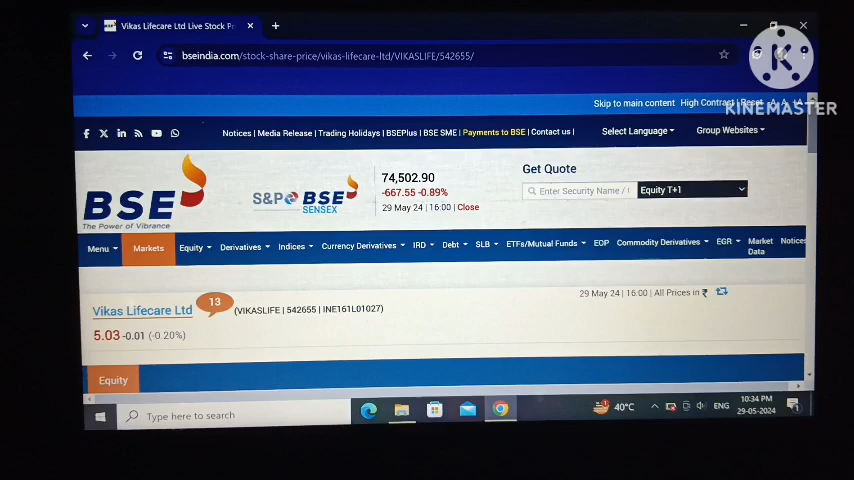 Vikas Lifecare Ltd Live Stock Pr
bseindia.com/stock-share-price/vikas-lifecare-ltd/VIKASLIFE/542655/
K
KINEMASTER
Skip to main content High Contrast | Reset
Notices | Media Release | Trading Holidays | BSEPlus | BSE SME | Payments to BSE | Contact us |
Select Language
Group Websites
BSE
The Power of Vibrance
S&P BSE
SENSEX
74,502.90
-667.55 -0.89%
29 May 24 | 16:00 | Close
Get Quote
Enter Security Name / (
Equity T+1
Menu
Markets
Equity
Derivatives
Indices
Currency Derivatives
IRD
Debt
SLB
ETFs/Mutual Funds
EOP
Commodity Derivatives
EGR
Market Data
Notices
29 May 24 | 16:00 | All Prices in ₹
Vikas Lifecare Ltd
13
(VIKASLIFE | 542655 | INE161L01027)
5.03 -0.01 (-0.20%)
Equity
Type here to search
40°C
ENG
10:34 PM
29-05-2024